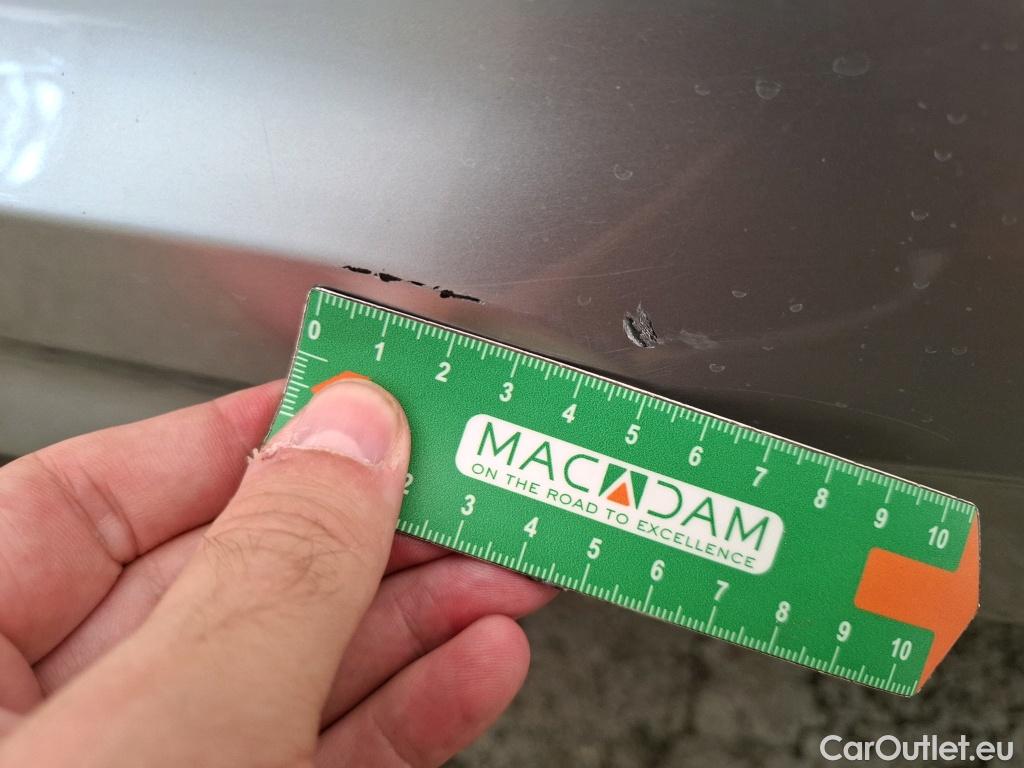 0 1 2 3 4 5 6 7 8 9 10
MACADAM
ON THE ROAD TO EXCELLENCE
2 3 4 5 6 7 8 9 10
CarOutlet.eu